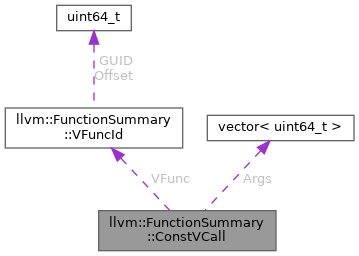 uint64_t
GUID
Offset
llvm::FunctionSummary
::VFuncId
vector< uint64_t >
VFunc
Args
llvm::FunctionSummary
::ConstVCall